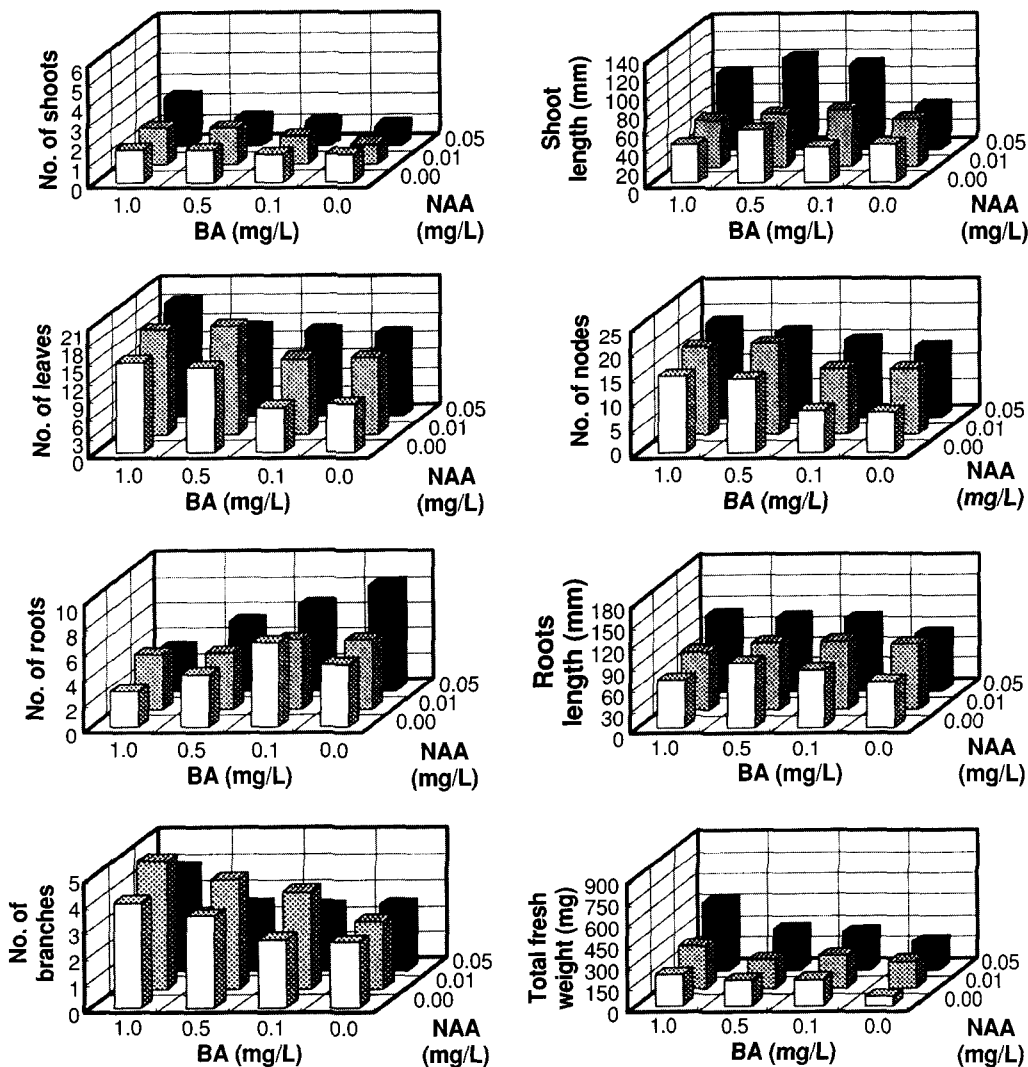 No. of shoots
6
5
4
3
2
1
0
1.0 0.5 0.1 0.0
BA (mg/L)
0.00
0.01
0.05
NAA
(mg/L)
Shoot
length (mm)
140
120
100
80
60
40
20
0
1.0 0.5 0.1 0.0
BA (mg/L)
0.00
0.01
0.05
NAA
(mg/L)
No. of leaves
21
18
15
12
9
6
3
0
1.0 0.5 0.1 0.0
BA (mg/L)
0.00
0.01
0.05
NAA
(mg/L)
No. of nodes
25
20
15
10
5
0
1.0 0.5 0.1 0.0
BA (mg/L)
0.00
0.01
0.05
NAA
(mg/L)
No. of roots
10
8
6
4
2
0
1.0 0.5 0.1 0.0
BA (mg/L)
0.00
0.01
0.05
NAA
(mg/L)
Roots
length (mm)
180
150
120
90
60
30
0
1.0 0.5 0.1 0.0
BA (mg/L)
0.00
0.01
0.05
NAA
(mg/L)
No. of
branches
5
4
3
2
1
0
1.0 0.5 0.1 0.0
BA (mg/L)
0.00
0.01
0.05
NAA
(mg/L)
Total fresh
weight (mg)
900
750
600
450
300
150
0
1.0 0.5 0.1 0.0
BA (mg/L)
0.00
0.01
0.05
NAA
(mg/L)